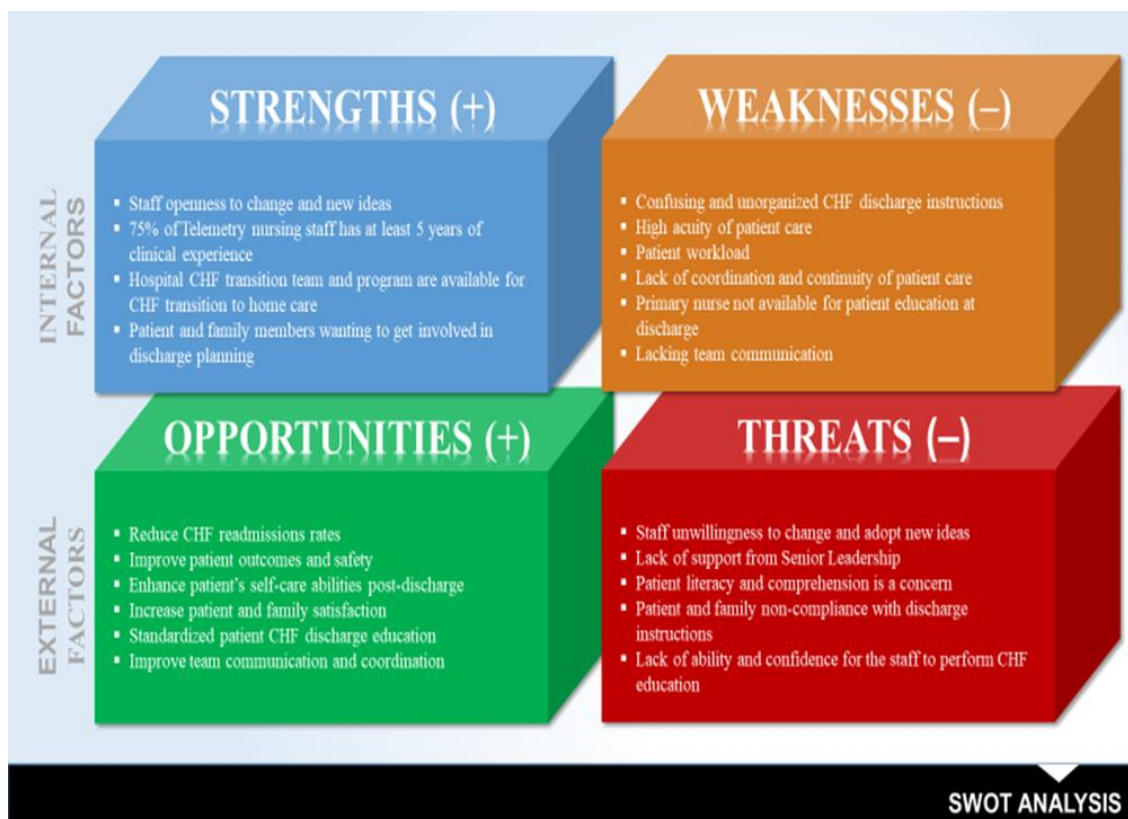 STRENGTHS (+)
▪ Staff openness to change and new ideas
▪ 75% of Telemetry nursing staff has at least 5 years of
clinical experience
▪ Hospital CHF transition team and program are available for
CHF transition to home care
▪ Patient and family members wanting to get involved in
discharge planning
WEAKNESSES (–)
▪ Confusing and unorganized CHF discharge instructions
▪ High acuity of patient care
▪ Patient workload
▪ Lack of coordination and continuity of patient care
▪ Primary nurse not available for patient education at
discharge
▪ Lacking team communication
INTERNAL
FACTORS
OPPORTUNITIES (+)
▪ Reduce CHF readmissions rates
▪ Improve patient outcomes and safety
▪ Enhance patient's self-care abilities post-discharge
▪ Increase patient and family satisfaction
▪ Standardized patient CHF discharge education
▪ Improve team communication and coordination
THREATS (–)
▪ Staff unwillingness to change and adopt new ideas
▪ Lack of support from Senior Leadership
▪ Patient literacy and comprehension is a concern
▪ Patient and family non-compliance with discharge
instructions
▪ Lack of ability and confidence for the staff to perform CHF
education
EXTERNAL
FACTORS
SWOT ANALYSIS